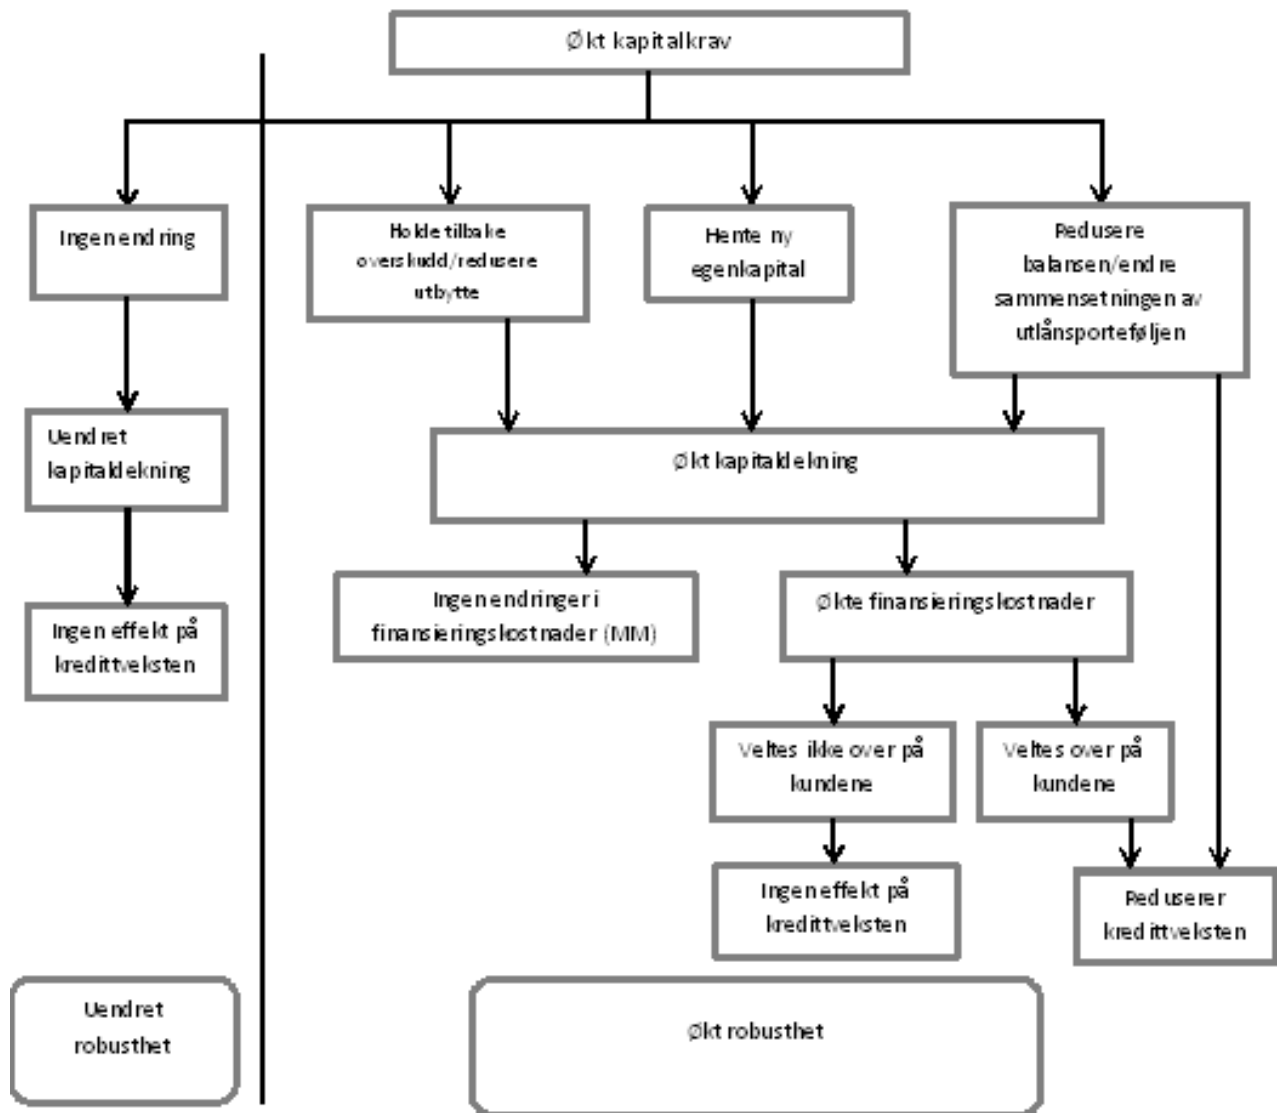 Økt kapitalkrav
Ingen endring
Holde tilbake
overskudd/redusere
utbytte
Hente ny
egenkapital
Redusere
balansen/endre
sammensetningen av
utlånsporteføljen
Uendret
kapitaldekning
Økt kapitaldekning
Ingen endringer i
finansieringskostnader (MM)
Økte finansieringskostnader
Ingen effekt på
kredittveksten
Veltes ikke over på
kundene
Veltes over på
kundene
Ingen effekt på
kredittveksten
Reduserer
kredittveksten
Uendret
robusthet
Økt robusthet